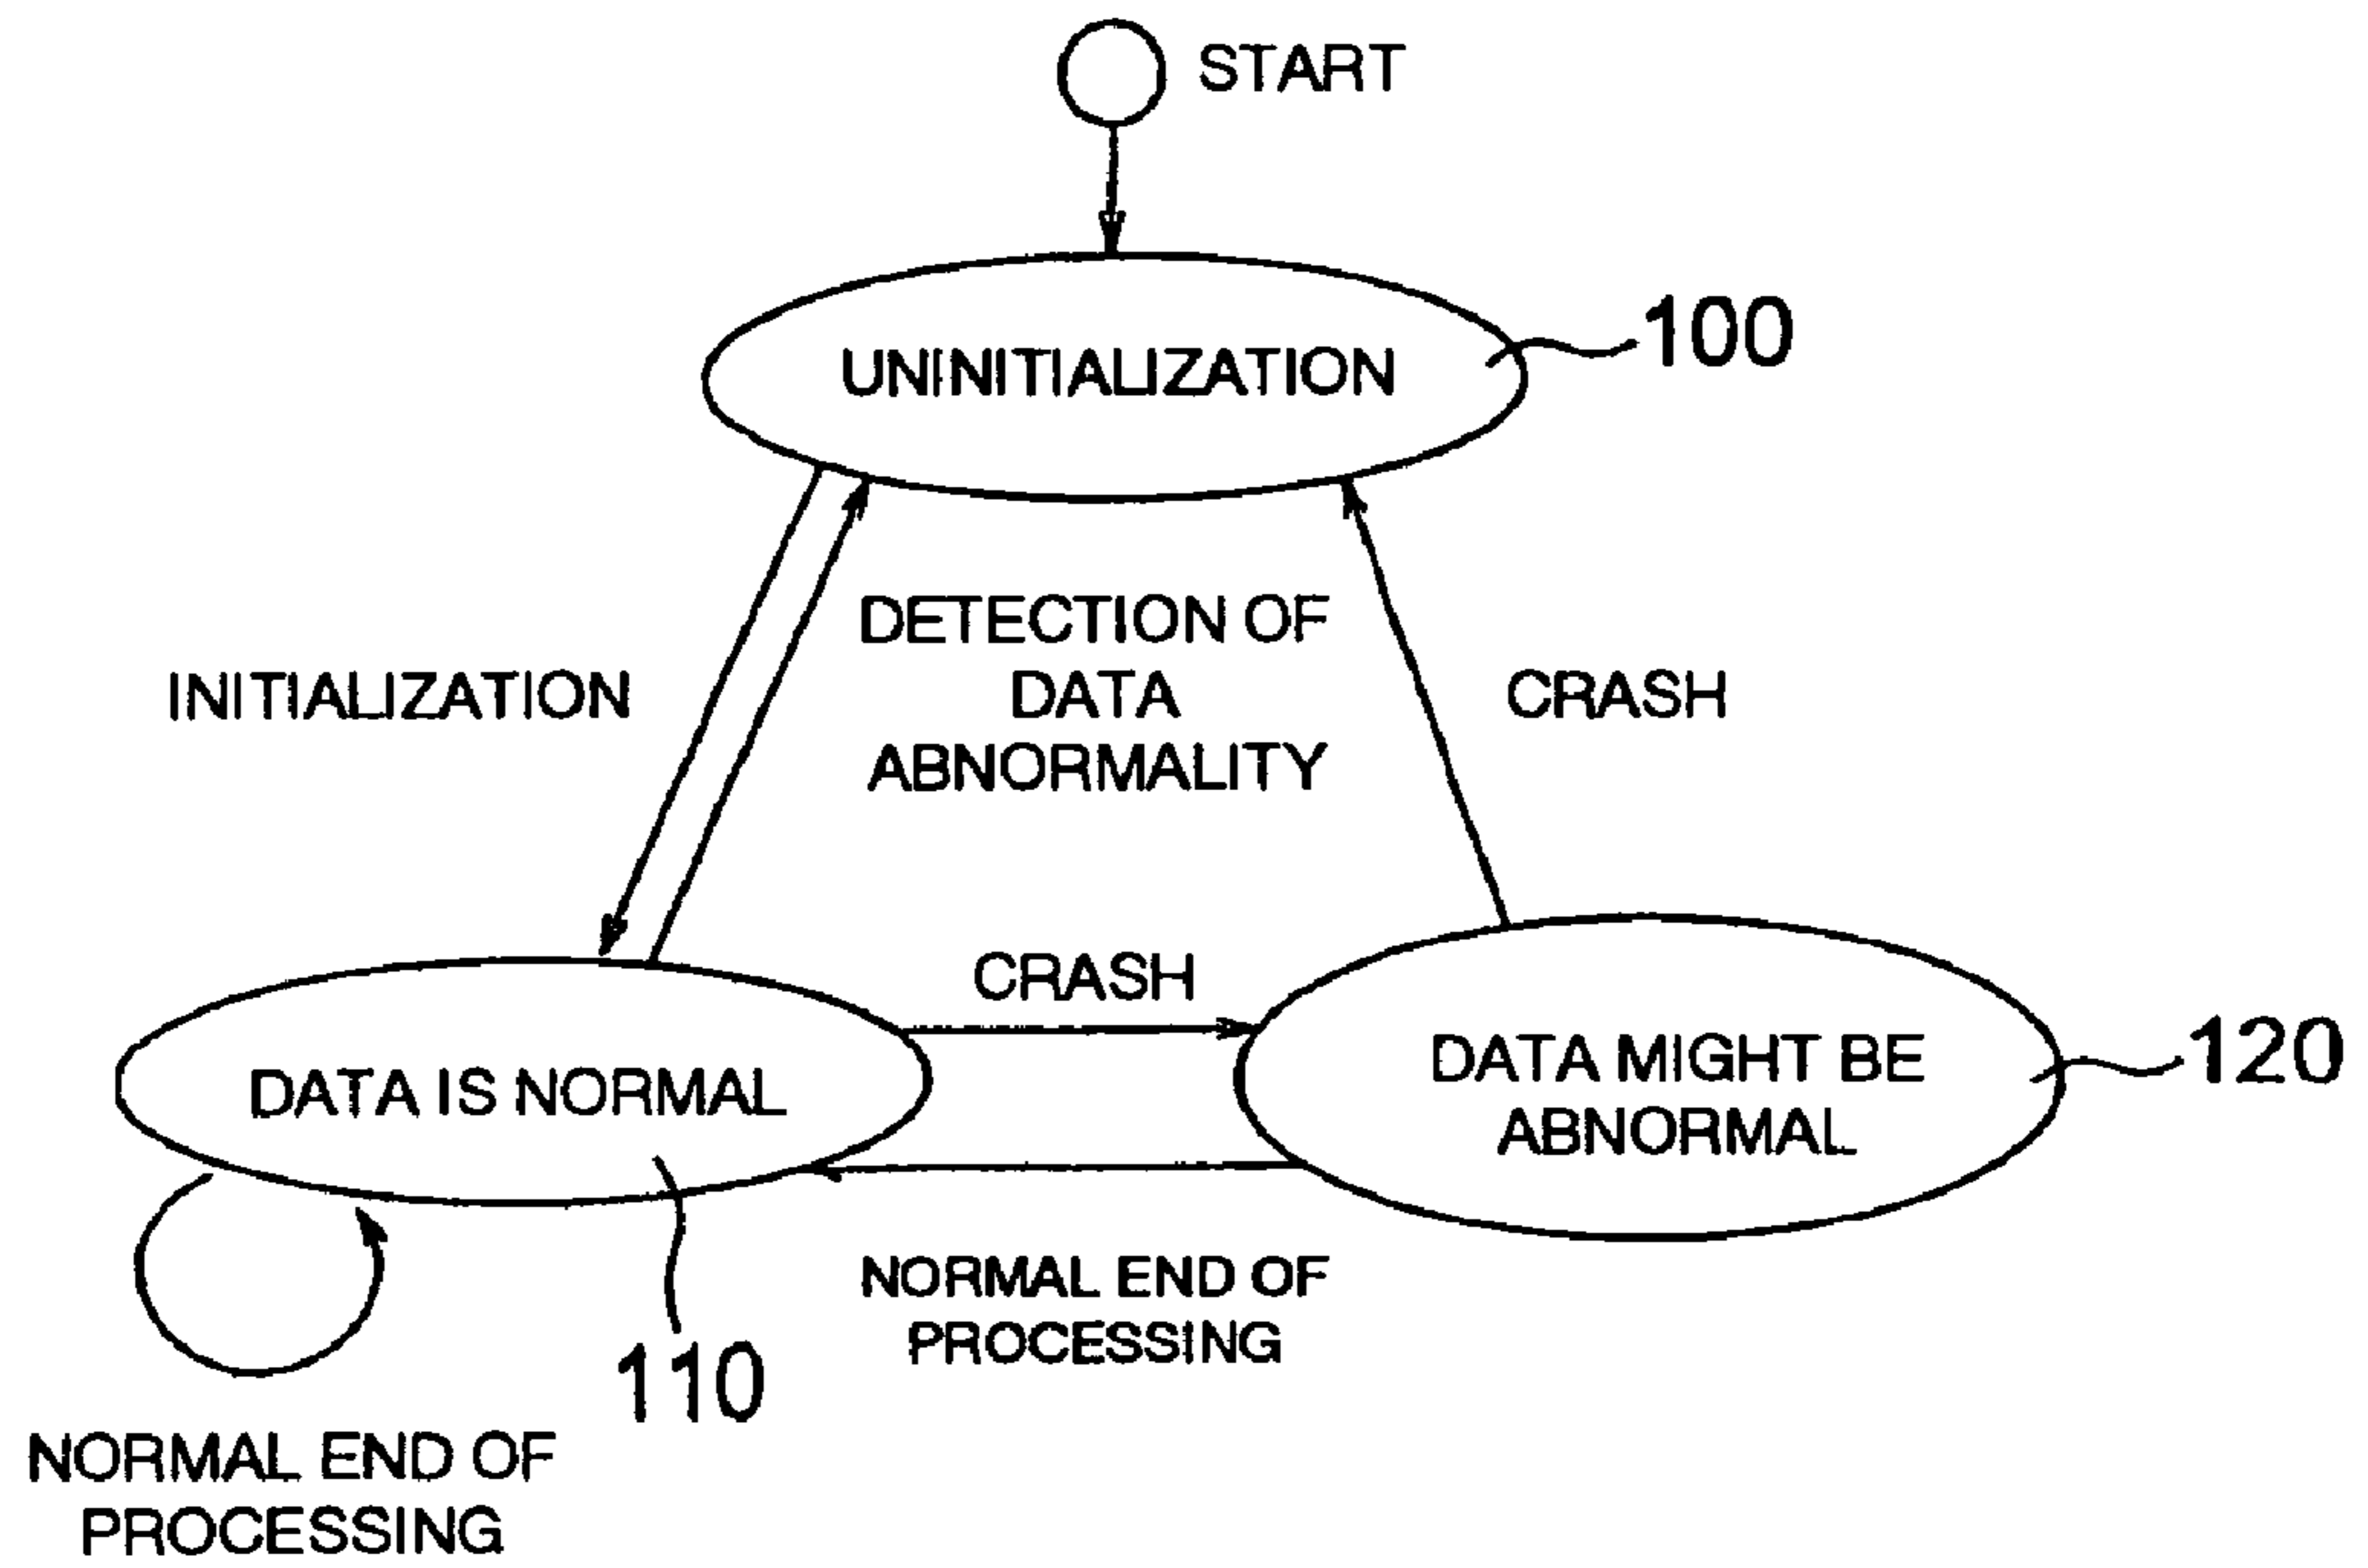 START
UNINITIALIZATION
100
DETECTION OF
DATA
ABNORMALITY
INITIALIZATION
CRASH
CRASH
DATA IS NORMAL
DATA MIGHT BE
ABNORMAL
120
NORMAL END OF
PROCESSING
110
NORMAL END OF
PROCESSING